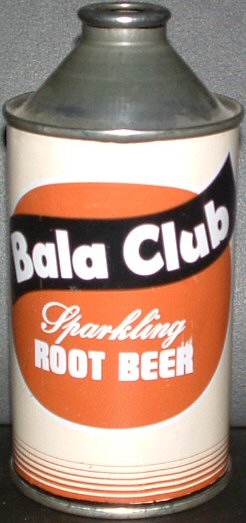 Bala Club
Sparkling
ROOT BEER